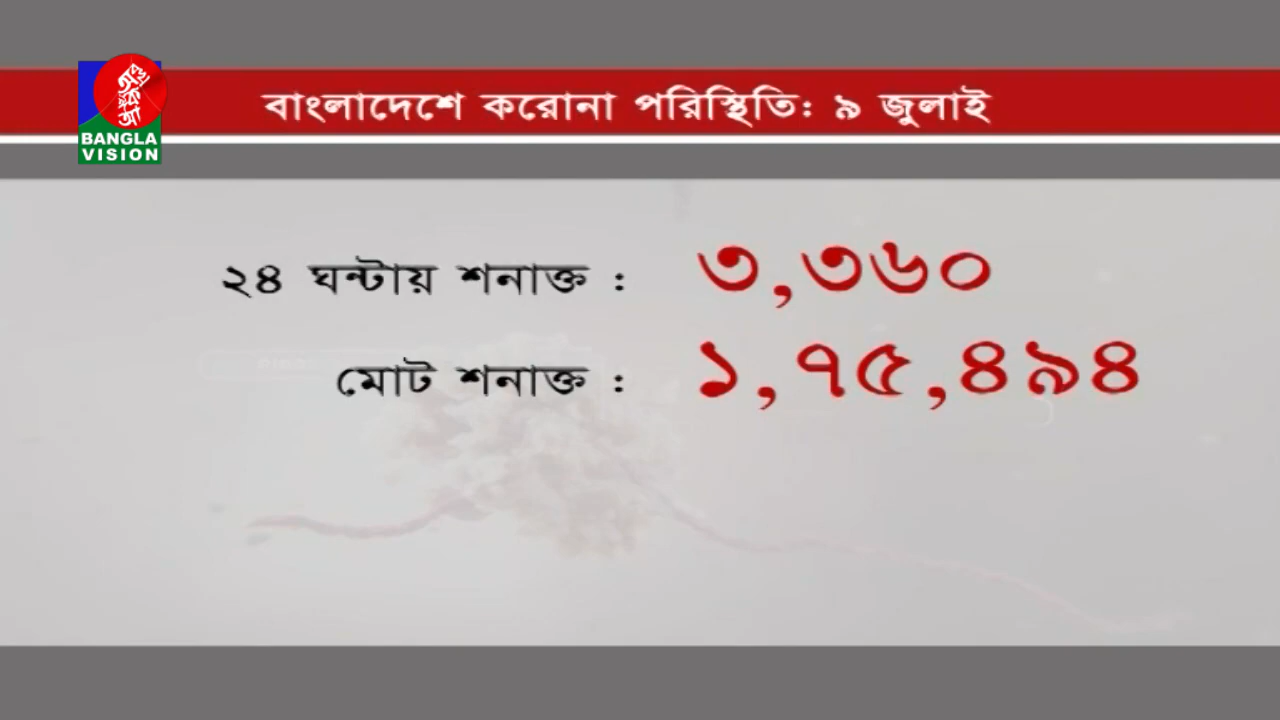 বাংলাদেশে করোনা পরিস্থিতি: ৯ জুলাই
BANGLA
VISION
২৪ ঘন্টায় শনাক্ত : ৩,৩৬০
মোট শনাক্ত : ১,৭৫,৪৯৪